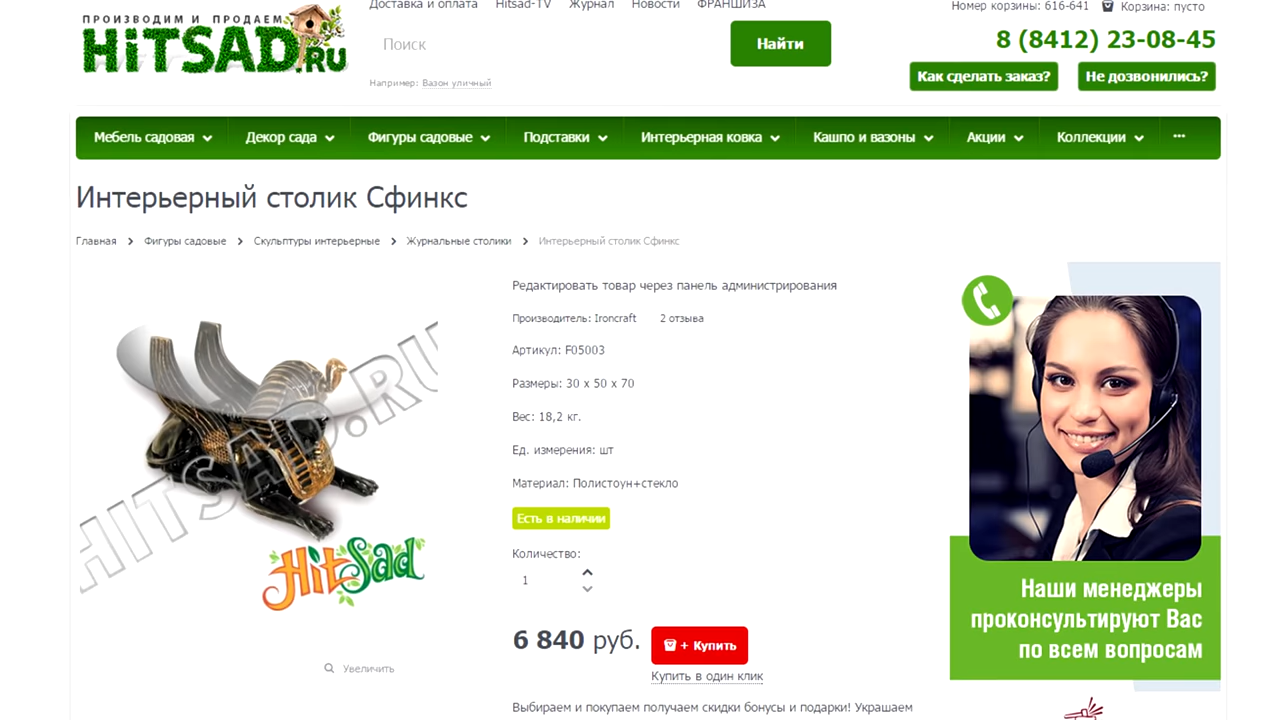 Доставка и оплата Hitsad-TV Журнал Новости ФРАНШИЗА
Номер корзины: 616-641 Корзина: пусто
ПРОИЗВОДИМ И ПРОДАЕМ
HiTSAD.RU
Поиск
Найти
Например: Вазон уличный
8 (8412) 23-08-45
Как сделать заказ? Не дозвонились?
Мебель садовая Декор сада Фигуры садовые Подставки Интерьерная ковка Кашпо и вазоны Акции Коллекции ...
Интерьерный столик Сфинкс
Главная > Фигуры садовые > Скульптуры интерьерные > Журнальные столики > Интерьерный столик Сфинкс
HITSAD.RU
HitSad
Увеличить
Редактировать товар через панель администрирования
Производитель: Ironcraft 2 отзыва
Артикул: F05003
Размеры: 30 x 50 x 70
Вес: 18,2 кг.
Ед. измерения: шт
Материал: Полистоун+стекло
Есть в наличии
Количество:
1
6 840 руб. + Купить
Купить в один клик
Выбираем и покупаем получаем скидки бонусы и подарки! Украшаем
Наши менеджеры
проконсультируют Вас
по всем вопросам